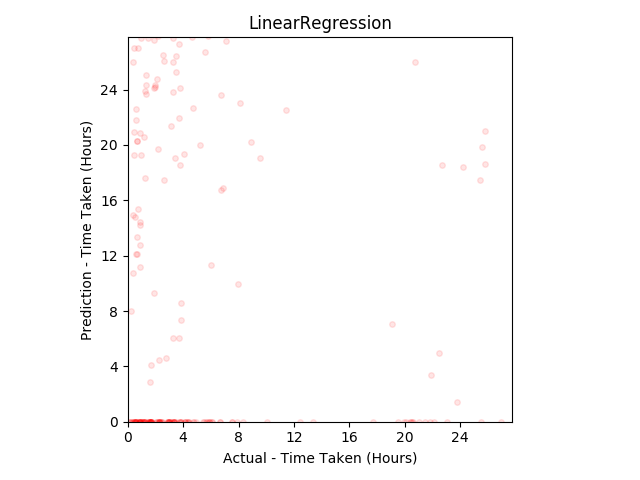 LinearRegression
Prediction - Time Taken (Hours)
24
20
16
12
8
4
0
0 4 8 12 16 20 24
Actual - Time Taken (Hours)